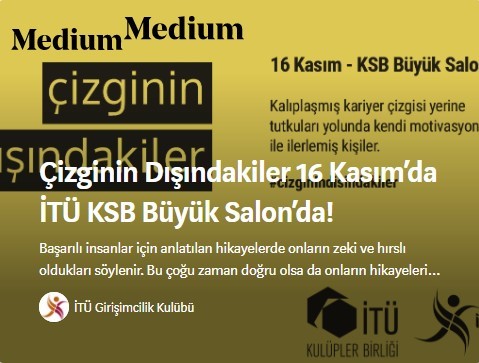 Medium Medium
çizginin
16 Kasım - KSB Büyük Salo
Kalıplaşmış kariyer çizgisi yerine
tutkuları yolunda kendi motivasyon
ile ilerlemiş kişiler.
ışındakiler
#çizginindisindakiler
Çizginin Dışındakiler 16 Kasım’da
İTÜ KSB Büyük Salon’da!
Başarılı insanlar için anlatılan hikayelerde onların zeki ve hırslı
oldukları söylenir. Bu çoğu zaman doğru olsa da onların hikayeleri...
İTÜ Girişimcilik Kulübü
İTÜ
KULÜPLER BİRLİĞİ